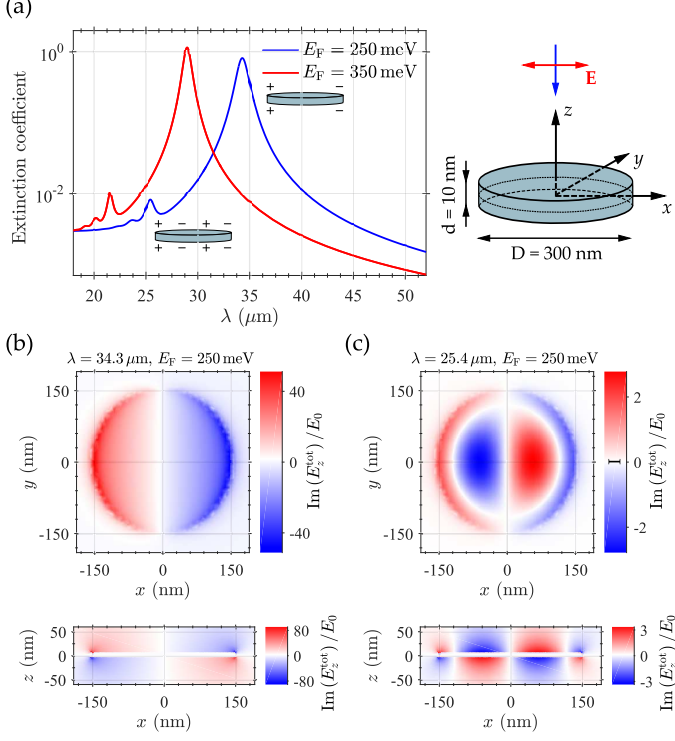 (a)
Extinction coefficient
10⁰
10⁻²
E_F = 250 meV
E_F = 350 meV
+ −
+ −
+ − + −
+ − + −
20 25 30 35 40 45 50
λ (μm)
E
z
y
x
d = 10 nm
D = 300 nm
(b)
λ = 34.3 μm, E_F = 250 meV
150
0
-150
y (nm)
-150 0 150
x (nm)
40
0
-40
Im (E_z^tot) /E_0
50
0
-50
z (nm)
-150 0 150
x (nm)
80
0
-80
Im (E_z^tot) /E_0
(c)
λ = 25.4 μm, E_F = 250 meV
150
0
-150
y (nm)
-150 0 150
x (nm)
2
0
-2
Im (E_z^tot) /E_0
50
0
-50
z (nm)
-150 0 150
x (nm)
3
0
-3
Im (E_z^tot) /E_0